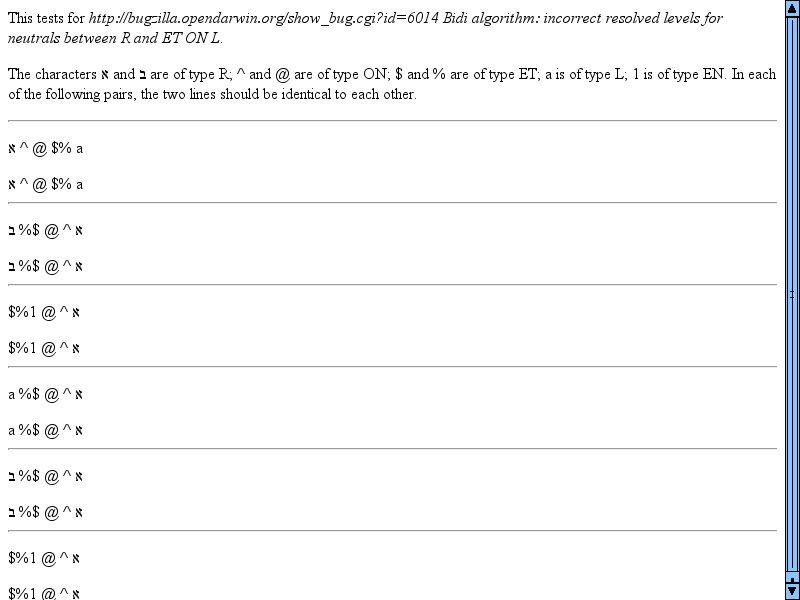 This tests for http://bugzilla.opendarwin.org/show_bug.cgi?id=6014 Bidi algorithm: incorrect resolved levels for
neutrals between R and ET ON L.
The characters א and ב are of type R; ^ and @ are of type ON; $ and % are of type ET; a is of type L; 1 is of type EN. In each
of the following pairs, the two lines should be identical to each other.
א ^ @ $% a
א ^ @ $% a
א ^ @ $% ב
א ^ @ $% ב
א ^ @ $%1
א ^ @ $%1
א ^ @ $% a
א ^ @ $% a
א ^ @ $% ב
א ^ @ $% ב
א ^ @ $%1
א ^ @ $%1